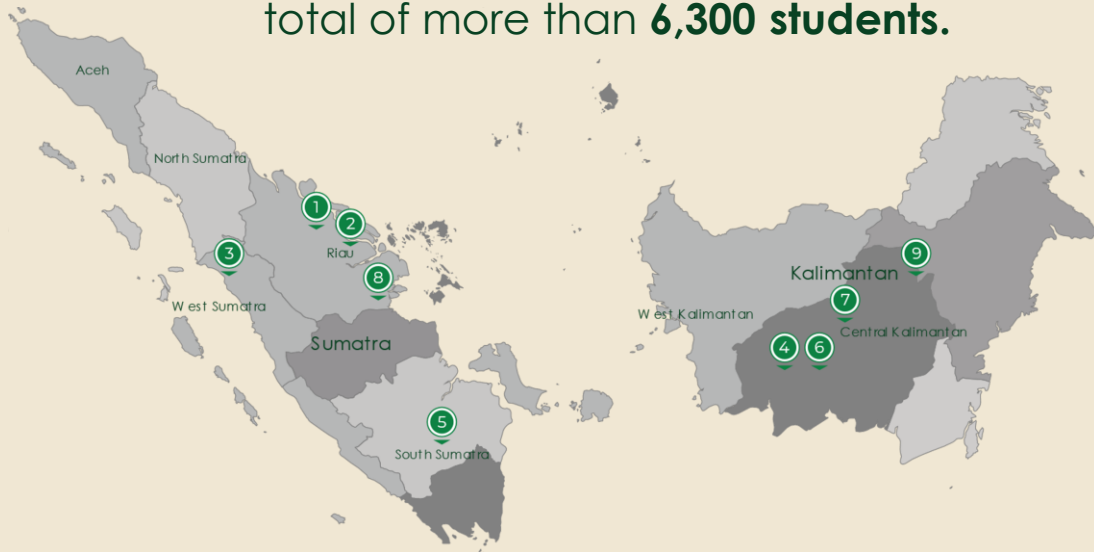 total of more than 6,300 students.
Aceh
North Sumatra
1
2
Riau
3
8
West Sumatra
Sumatra
5
South Sumatra
9
Kalimantan
7
West Kalimantan
Central Kalimantan
4
6